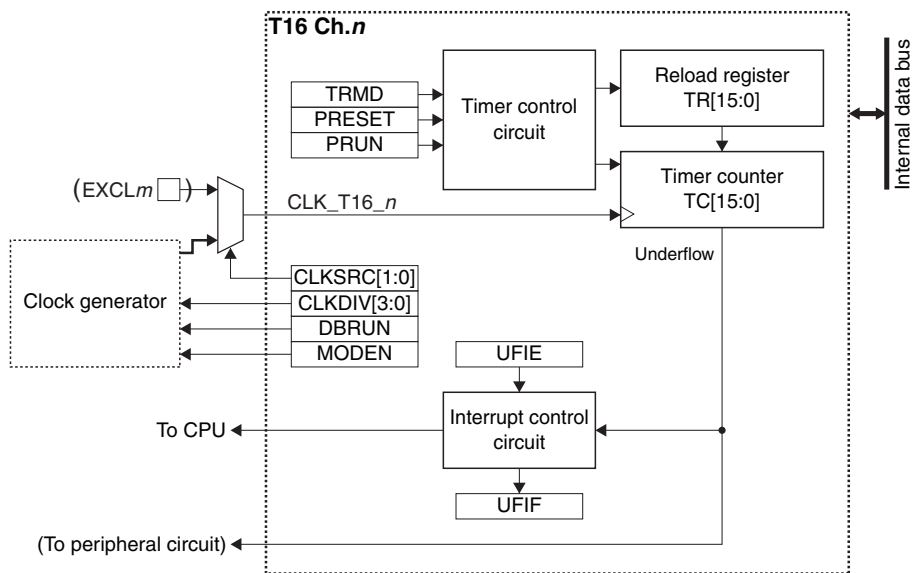 T16 Ch.n
TRMD
PRESET
PRUN
Timer control
circuit
Reload register
TR[15:0]
Timer counter
TC[15:0]
Internal data bus
(EXCLm )
CLK_T16_n
Underflow
Clock generator
CLKSRC[1:0]
CLKDIV[3:0]
DBRUN
MODEN
UFIE
Interrupt control
circuit
To CPU
UFIF
(To peripheral circuit)